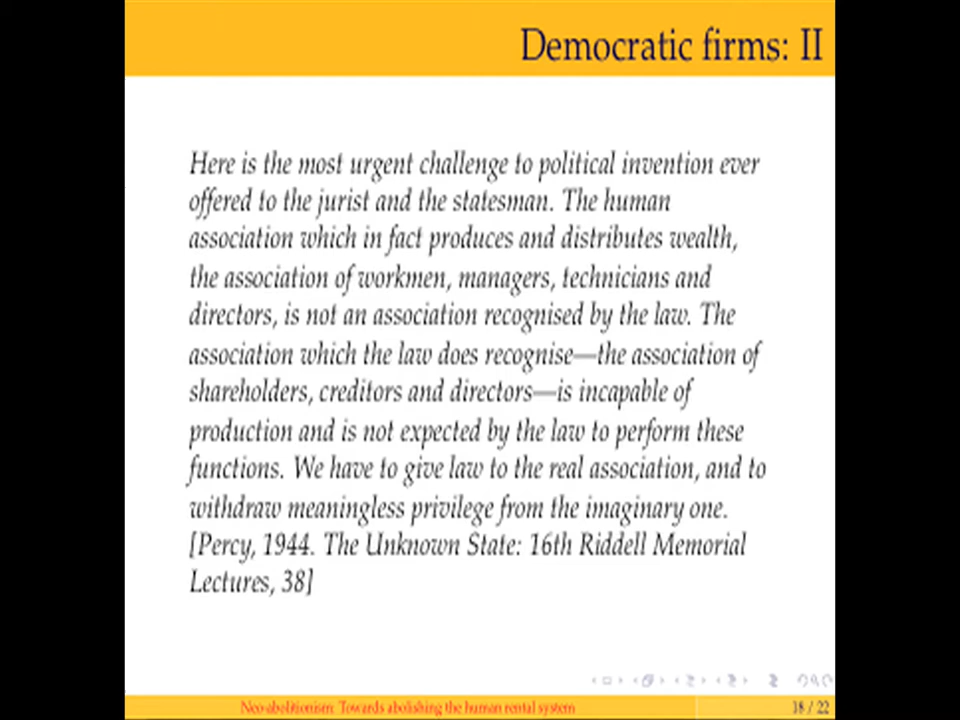 Democratic firms: II
Here is the most urgent challenge to political invention ever
offered to the jurist and the statesman. The human
association which in fact produces and distributes wealth,
the association of workmen, managers, technicians and
directors, is not an association recognised by the law. The
association which the law does recognise—the association of
shareholders, creditors and directors—is incapable of
production and is not expected by the law to perform these
functions. We have to give law to the real association, and to
withdraw meaningless privilege from the imaginary one.
[Percy, 1944. The Unknown State: 16th Riddell Memorial
Lectures, 38]
Neo-abolitionism: Towards abolishing the human rental system
18 / 22